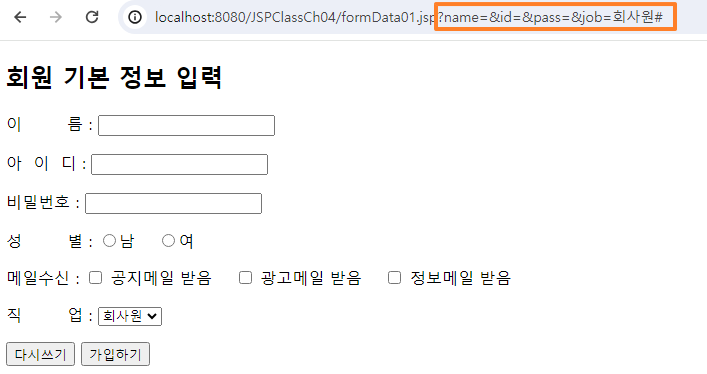 localhost:8080/JSPClassCh04/formData01.jsp?name=&id=&pass=&job=회사원#
회원 기본 정보 입력
이 름 :
아 이 디 :
비밀번호 :
성 별 : 남 여
메일수신 : 공지메일 받음 광고메일 받음 정보메일 받음
직 업 : 회사원
다시쓰기 가입하기